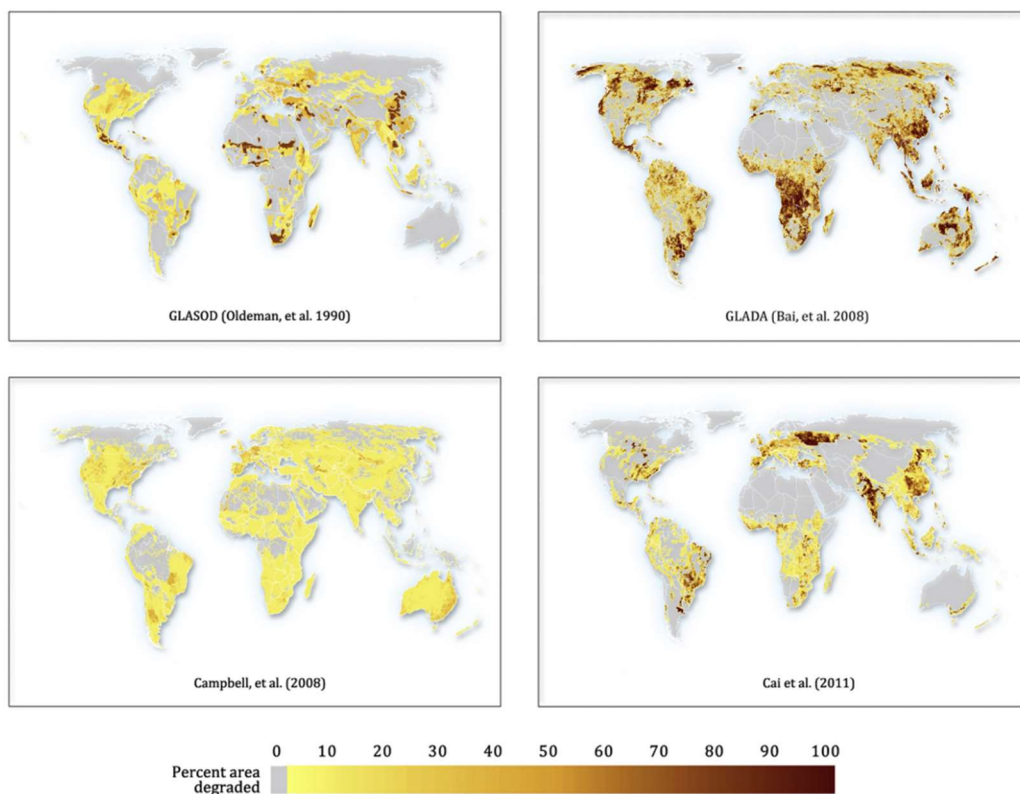 GLASOD (Oldeman, et al. 1990)
GLADA (Bai, et al. 2008)
Campbell, et al. (2008)
Cai et al. (2011)
0 10 20 30 40 50 60 70 80 90 100
Percent area
degraded